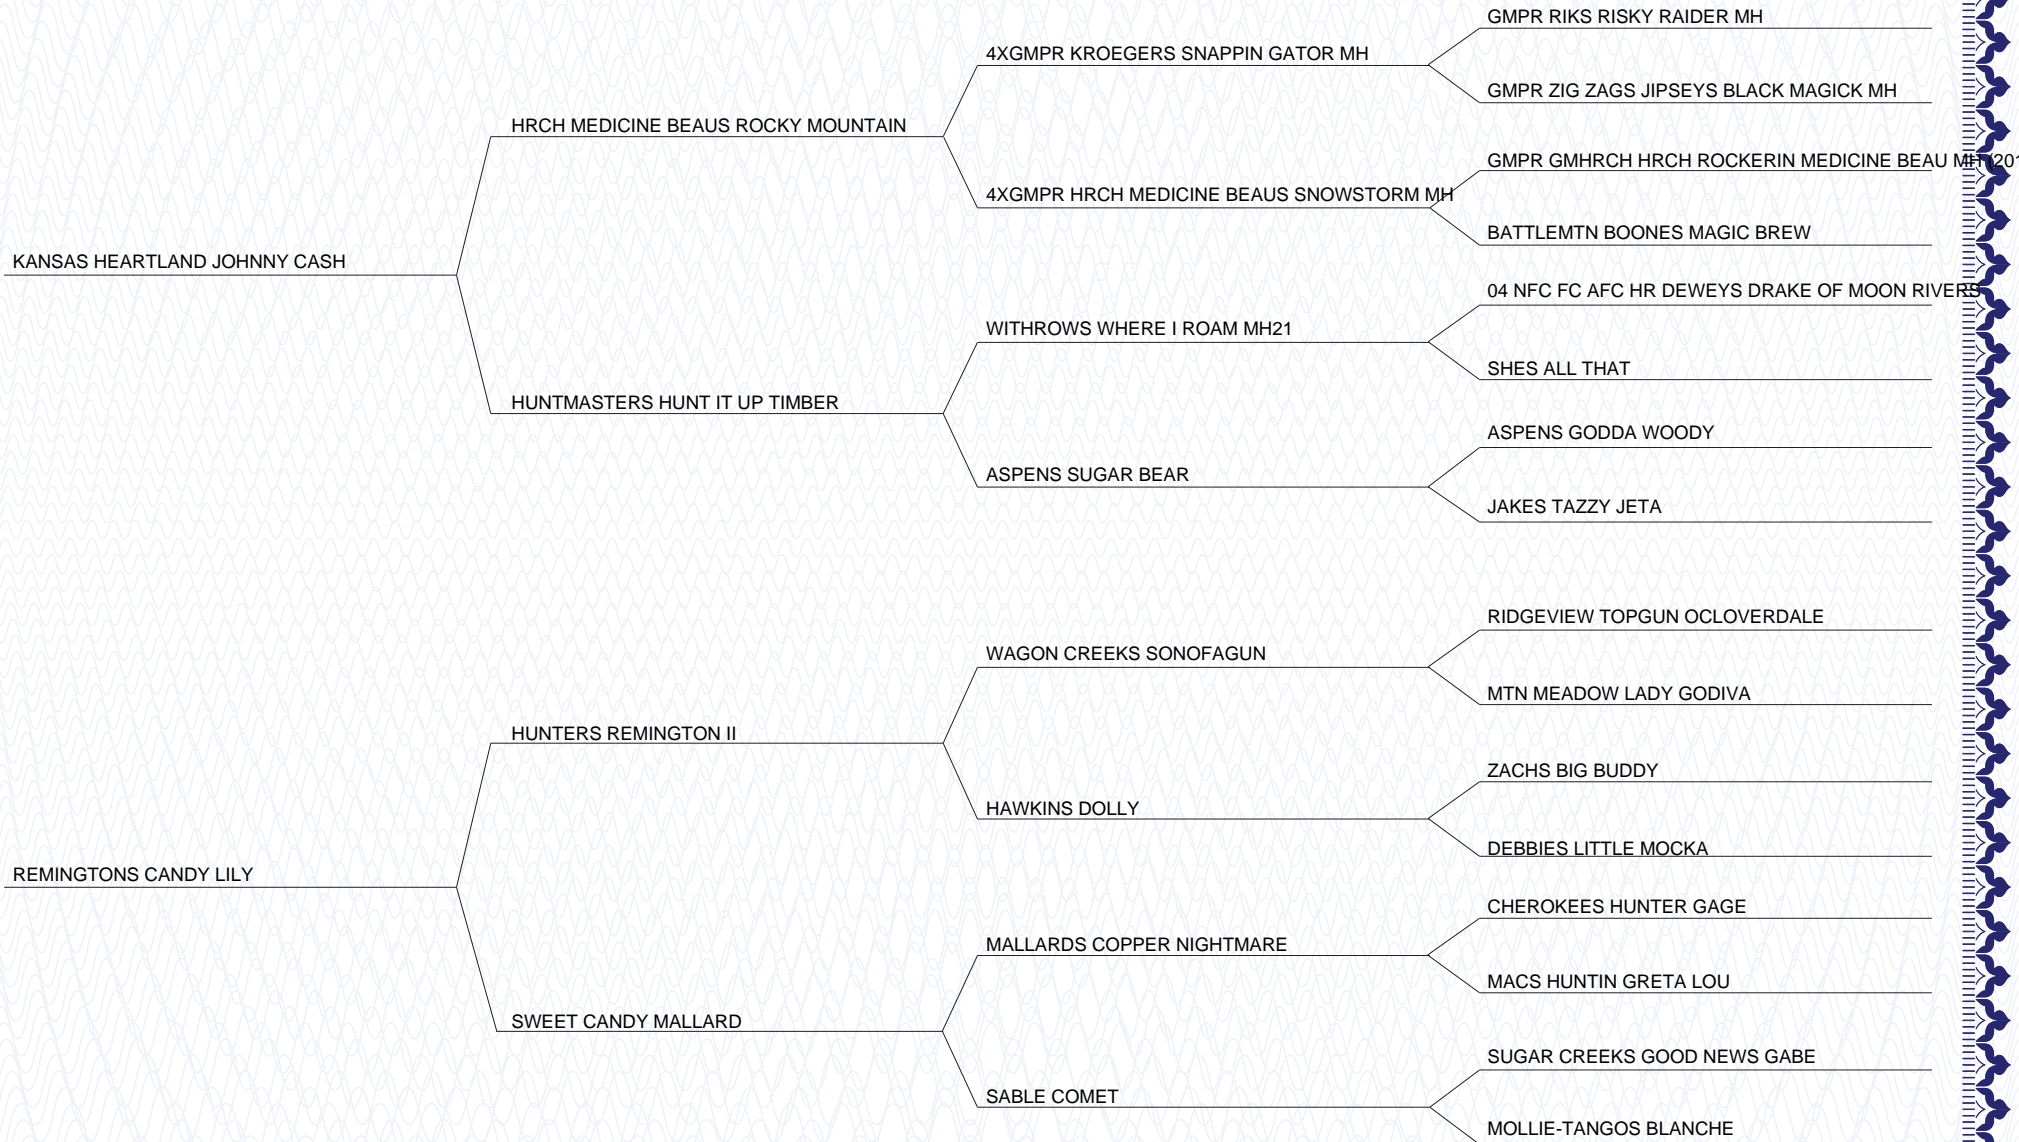 GMPR RIKS RISKY RAIDER MH
4XGMPR KROEGERS SNAPPIN GATOR MH
GMPR ZIG ZAGS JIPSEYS BLACK MAGICK MH
HRCH MEDICINE BEAUS ROCKY MOUNTAIN
GMPR GMHRCH HRCH ROCKERIN MEDICINE BEAU MH (201
4XGMPR HRCH MEDICINE BEAUS SNOWSTORM MH
BATTLEMTN BOONES MAGIC BREW
KANSAS HEARTLAND JOHNNY CASH
04 NFC FC AFC HR DEWEYS DRAKE OF MOON RIVERS
WITHROWS WHERE I ROAM MH21
SHES ALL THAT
HUNTMASTERS HUNT IT UP TIMBER
ASPENS GODDA WOODY
ASPENS SUGAR BEAR
JAKES TAZZY JETA
RIDGEVIEW TOPGUN OCLOVERDALE
WAGON CREEKS SONOFAGUN
MTN MEADOW LADY GODIVA
HUNTERS REMINGTON II
ZACHS BIG BUDDY
HAWKINS DOLLY
DEBBIES LITTLE MOCKA
REMINGTONS CANDY LILY
CHEROKEES HUNTER GAGE
MALLARDS COPPER NIGHTMARE
MACS HUNTIN GRETA LOU
SWEET CANDY MALLARD
SUGAR CREEKS GOOD NEWS GABE
SABLE COMET
MOLLIE-TANGOS BLANCHE